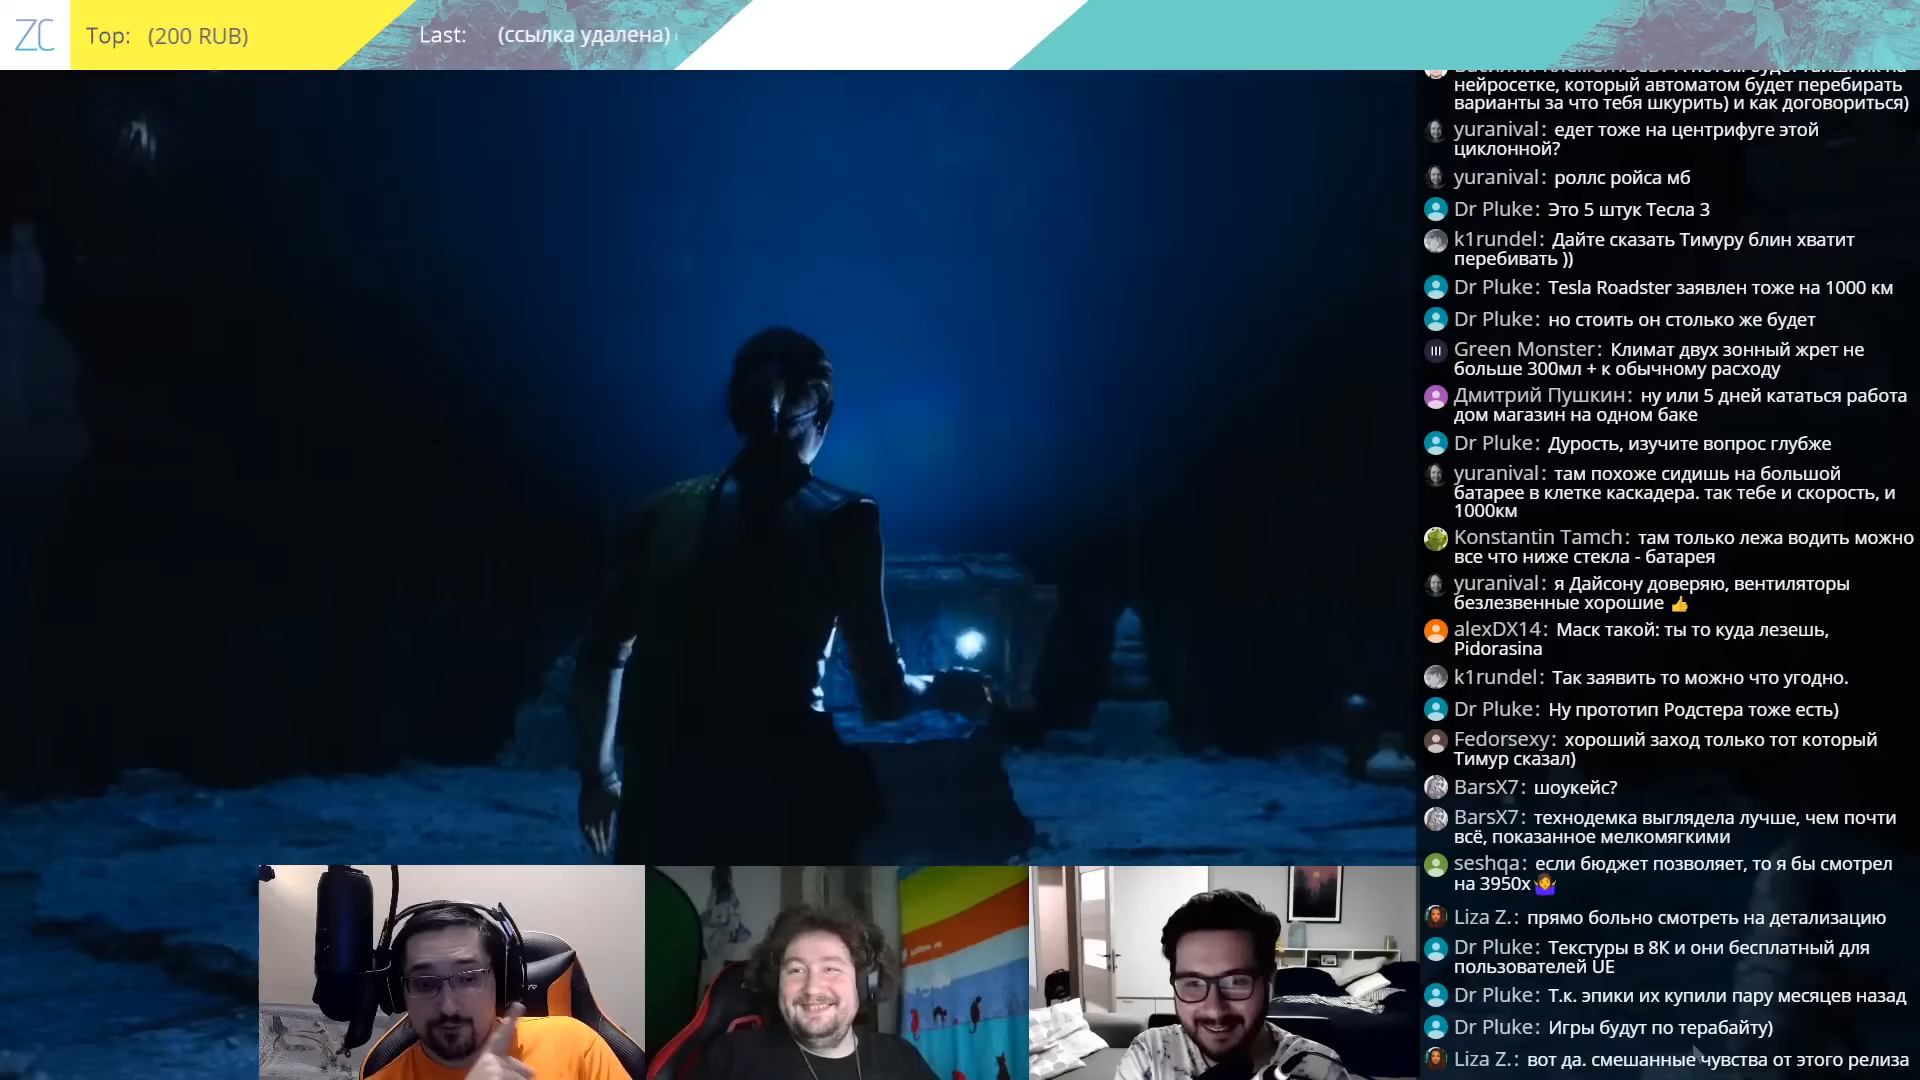 ZC
Top: (200 RUB)
Last: (ссылка удалена)
нейросетке, который автоматом будет перебирать
варианты за что тебя шкурить) и как договориться)
yuranival: едет тоже на центрифуге этой
циклонной?
yuranival: роллс ройса мб
Dr Pluke: Это 5 штук Тесла 3
k1rundel: Дайте сказать Тимуру блин хватит
перебивать ))
Dr Pluke: Tesla Roadster заявлен тоже на 1000 км
Dr Pluke: но стоить он столько же будет
Green Monster: Климат двух зонный жрет не
больше 300мл + к обычному расходу
Дмитрий Пушкин: ну или 5 дней кататься работа
дом магазин на одном баке
Dr Pluke: Дурость, изучите вопрос глубже
yuranival: там похоже сидишь на большой
батарее в клетке каскадера. так тебе и скорость, и
1000км
Konstantin Tamch: там только лежа водить можно
все что ниже стекла - батарея
yuranival: я Дайсону доверяю, вентиляторы
безлезвенные хорошие 👍
alexDX14: Маск такой: ты то куда лезешь,
Pidorasina
k1rundel: Так заявить то можно что угодно.
Dr Pluke: Ну прототип Родстера тоже есть)
Fedorsexy: хороший заход только тот который
Тимур сказал)
BarsX7: шоукейс?
BarsX7: технодемка выглядела лучше, чем почти
всё, показанное мелкомягкими
seshqa: если бюджет позволяет, то я бы смотрел
на 3950x 🤷‍♀️
Liza Z.: прямо больно смотреть на детализацию
Dr Pluke: Текстуры в 8К и они бесплатный для
пользователей UE
Dr Pluke: Т.к. эпики их купили пару месяцев назад
Dr Pluke: Игры будут по терабайту)
Liza Z.: вот да. смешанные чувства от этого релиза